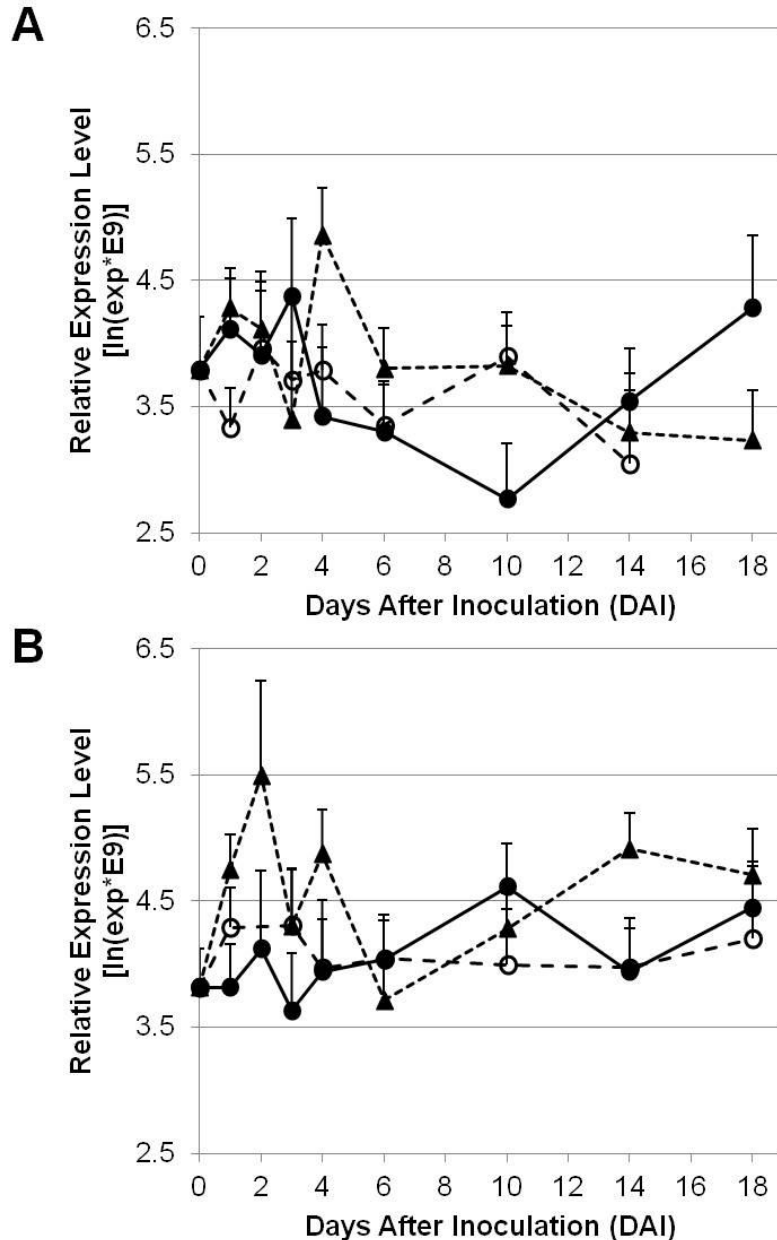 A
6.5
5.5
4.5
3.5
2.5
Relative Expression Level
[ln(exp*E9)]
0 2 4 6 8 10 12 14 16 18
Days After Inoculation (DAI)
B
6.5
5.5
4.5
3.5
2.5
Relative Expression Level
[ln(exp*E9)]
0 2 4 6 8 10 12 14 16 18
Days After Inoculation (DAI)